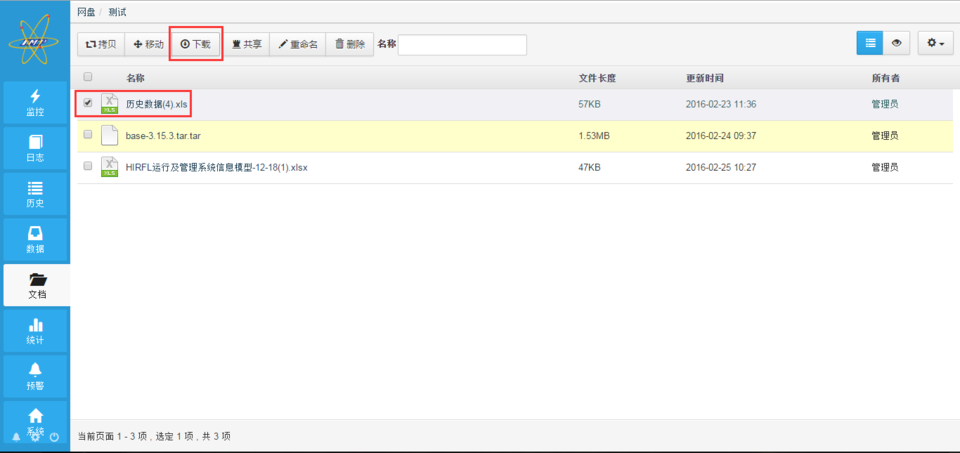 网盘 / 测试
拷贝 移动 下载 共享 重命名 删除 名称
名称 文件长度 更新时间 所有者
历史数据(4).xls 57KB 2016-02-23 11:36 管理员
base-3.15.3.tar.tar 1.53MB 2016-02-24 09:37 管理员
HIRFL运行及管理系统信息模型-12-18(1).xlsx 47KB 2016-02-25 10:27 管理员
监控
日志
历史
数据
文档
统计
预警
系统
当前页面 1 - 3 项 , 选定 1 项 , 共 3 项